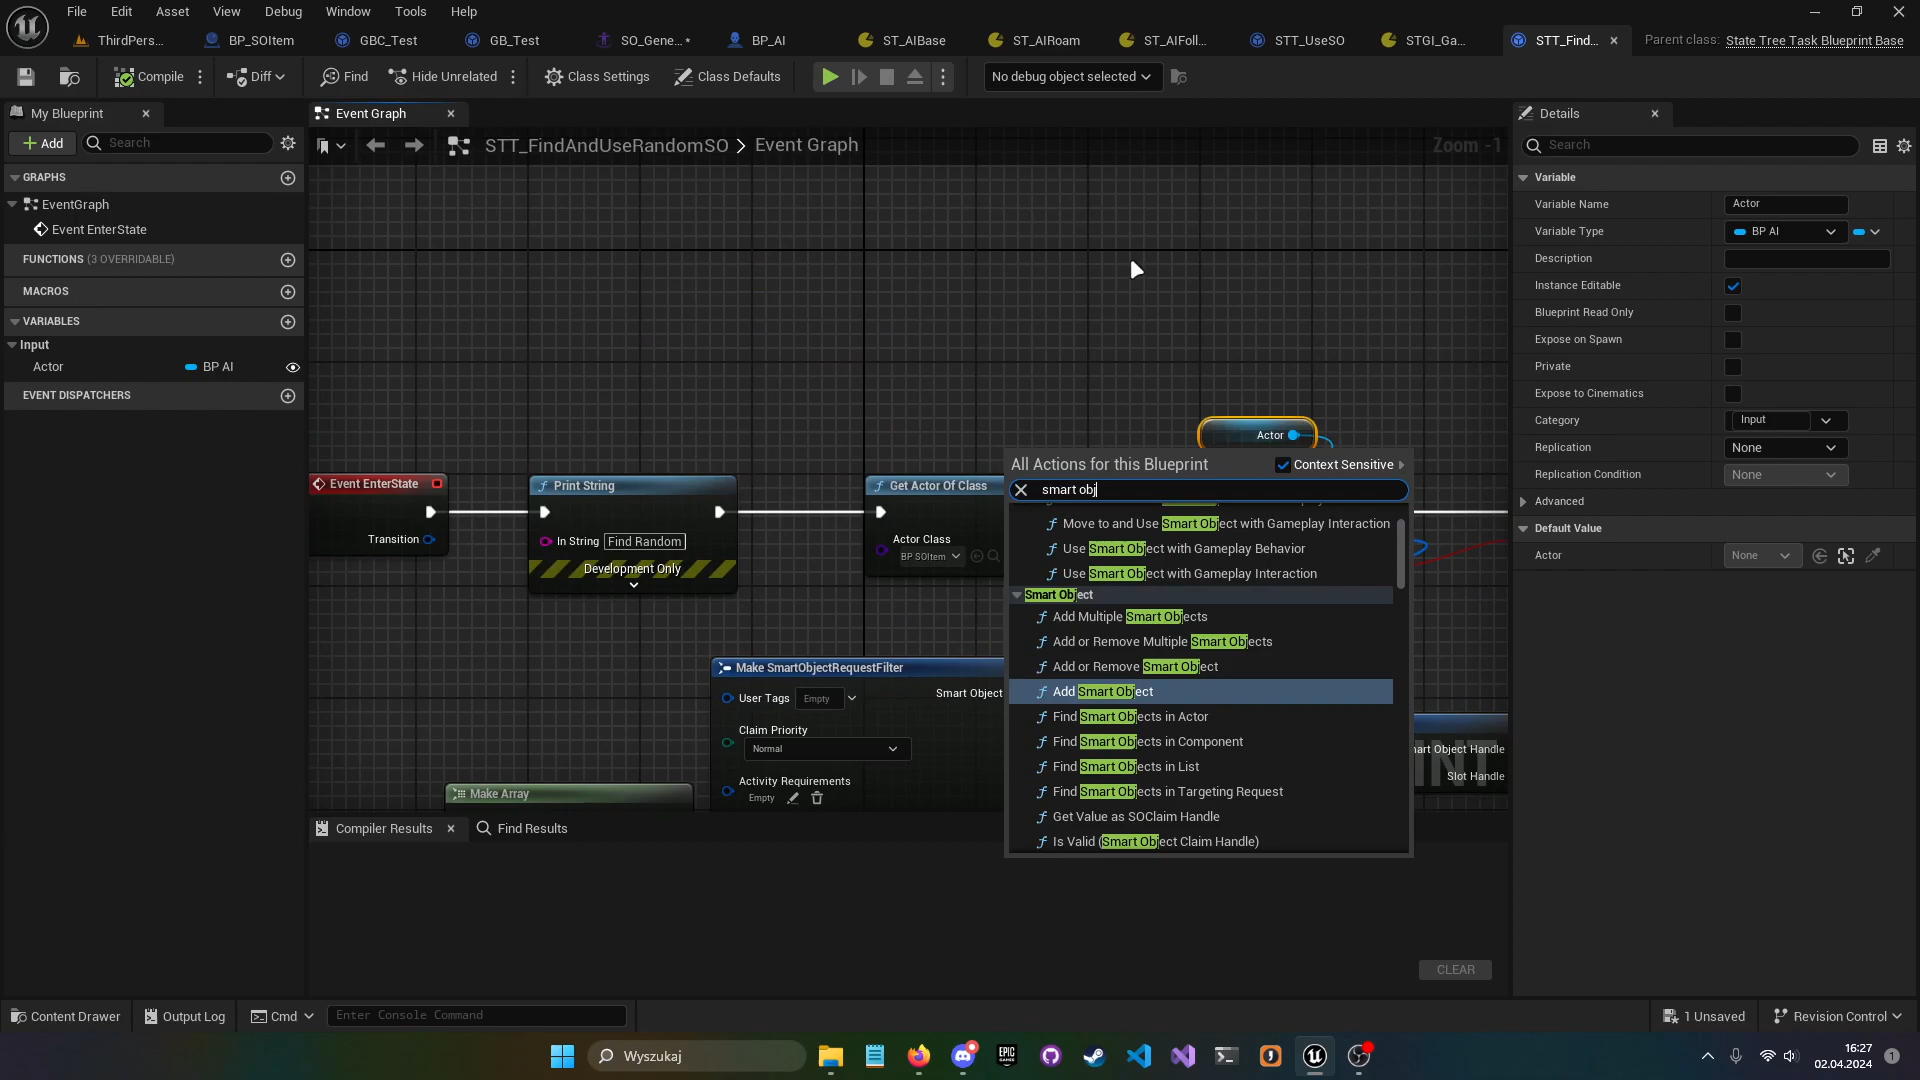 File Edit Asset View Debug Window Tools Help
ThirdPers... BP_SOItem GBC_Test GB_Test SO_Gene...* BP_AI ST_AIBase ST_AIRoam ST_AIFoll... STT_UseSO STGI_Ga... STT_Find... Parent class: State Tree Task Blueprint Base
Compile Diff Find Hide Unrelated Class Settings Class Defaults No debug object selected
My Blueprint
Add Search
GRAPHS
EventGraph
Event EnterState
FUNCTIONS (3 OVERRIDABLE)
MACROS
VARIABLES
Input
Actor BP AI
EVENT DISPATCHERS
Event Graph
STT_FindAndUseRandomSO > Event Graph Zoom -1
Actor
Event EnterState
Transition
Print String
In String Find Random
Development Only
Get Actor Of Class
Actor Class
BP SOItem
Make SmartObjectRequestFilter
User Tags Empty Smart Object
Claim Priority
Normal
Activity Requirements
Empty
Make Array
All Actions for this Blueprint Context Sensitive
smart obj
Move to and Use Smart Object with Gameplay Interaction
Use Smart Object with Gameplay Behavior
Use Smart Object with Gameplay Interaction
Smart Object
Add Multiple Smart Objects
Add or Remove Multiple Smart Objects
Add or Remove Smart Object
Add Smart Object
Find Smart Objects in Actor
Find Smart Objects in Component
Find Smart Objects in List
Find Smart Objects in Targeting Request
Get Value as SOClaim Handle
Is Valid (Smart Object Claim Handle)
mart Object Handle
Slot Handle
INT
Compiler Results Find Results
CLEAR
Details
Search
Variable
Variable Name Actor
Variable Type BP AI
Description
Instance Editable
Blueprint Read Only
Expose on Spawn
Private
Expose to Cinematics
Category Input
Replication None
Replication Condition None
Advanced
Default Value
Actor None
Content Drawer Output Log Cmd Enter Console Command 1 Unsaved Revision Control
Wyszukaj
EPIC GAMES
16:27
02.04.2024
1